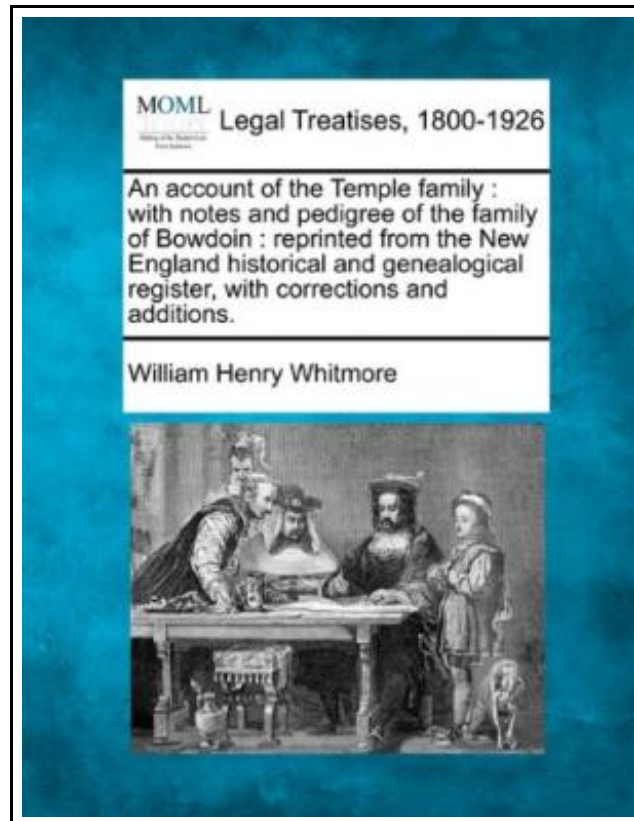 MOML
Legal Treatises, 1800-1926
An account of the Temple family :
with notes and pedigree of the family
of Bowdoin : reprinted from the New
England historical and genealogical
register, with corrections and
additions.
William Henry Whitmore